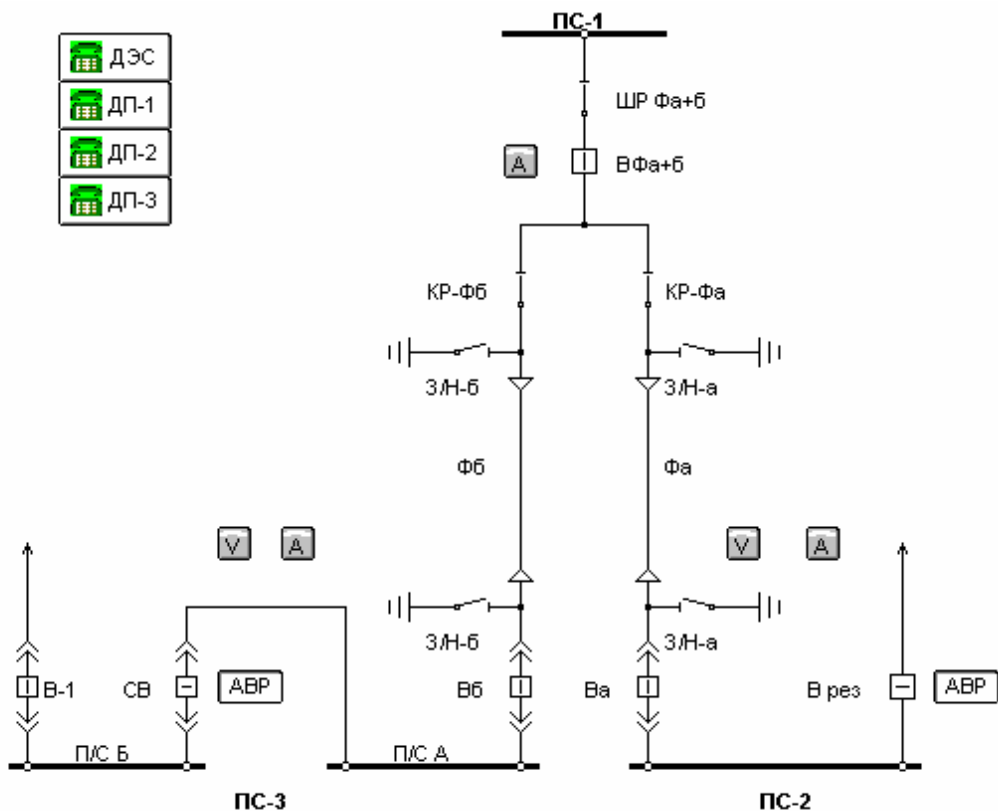 ПС-1
ДЭС
ДП-1
ДП-2
ДП-3
ШР Фа+б
A
ВФа+б
КР-Фб
КР-Фа
З/Н-б
З/Н-а
Фб
Фа
V
A
V
A
З/Н-б
З/Н-а
В-1
СВ
АВР
Вб
Ва
В рез
АВР
П/С Б
П/С А
ПС-3
ПС-2